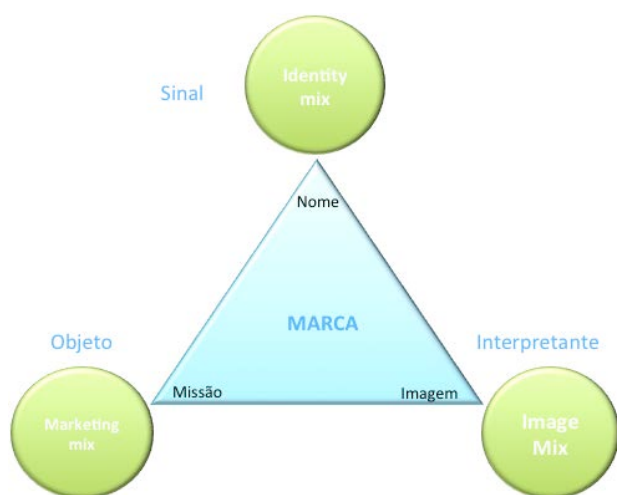 Identity
mix
Sinal
Nome
MARCA
Objeto
Interpretante
Missão
Imagem
Marketing
mix
Image
Mix